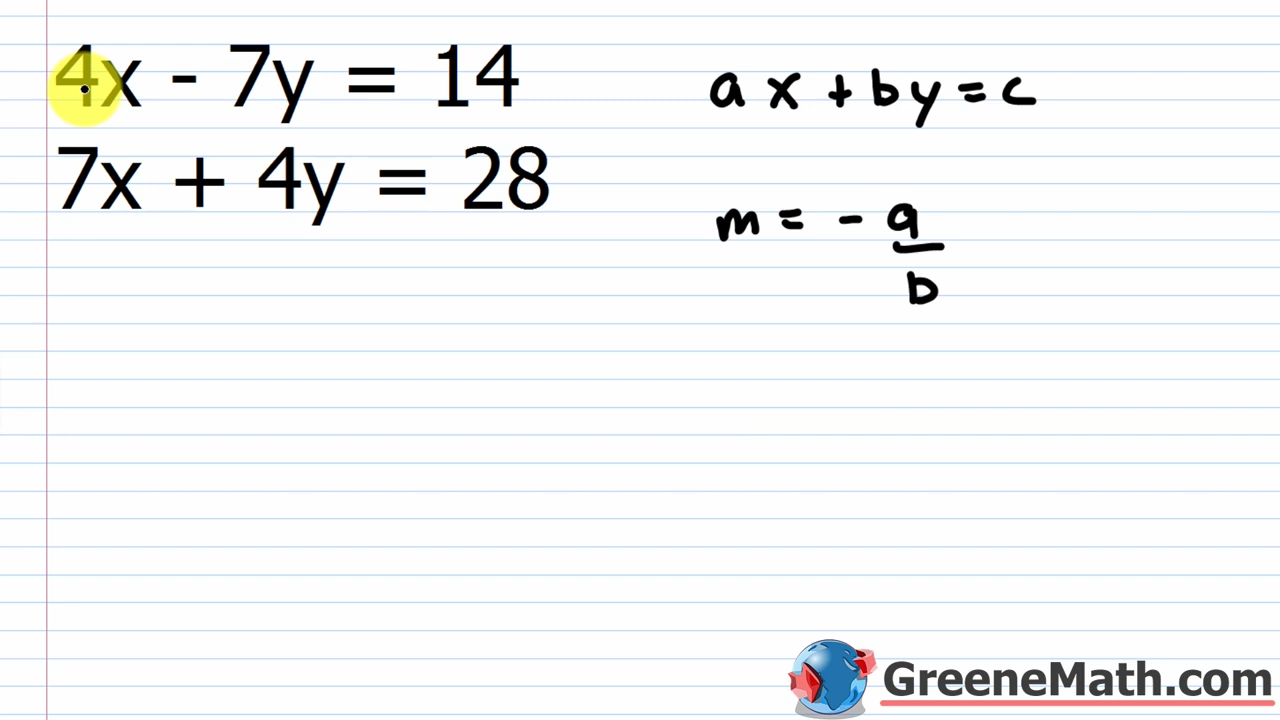 4x - 7y = 14
7x + 4y = 28
ax + by = c
m = - a
b
GreeneMath.com